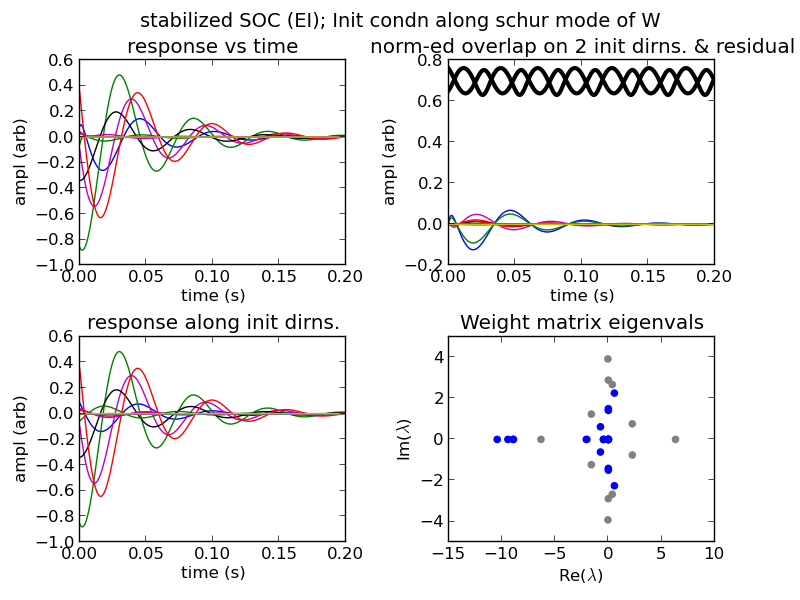 stabilized SOC (EI); Init condn along schur mode of W
response vs time
norm-ed overlap on 2 init dirns. & residual
0.6
0.4
0.2
0.0
−0.2
−0.4
−0.6
−0.8
−1.0
ampl (arb)
0.00 0.05 0.10 0.15 0.20
time (s)
0.8
0.6
0.4
0.2
0.0
−0.2
ampl (arb)
0.00 0.05 0.10 0.15 0.20
time (s)
response along init dirns.
Weight matrix eigenvals
0.6
0.4
0.2
0.0
−0.2
−0.4
−0.6
−0.8
−1.0
ampl (arb)
0.00 0.05 0.10 0.15 0.20
time (s)
4
2
0
−2
−4
Im(λ)
−15 −10 −5 0 5 10
Re(λ)